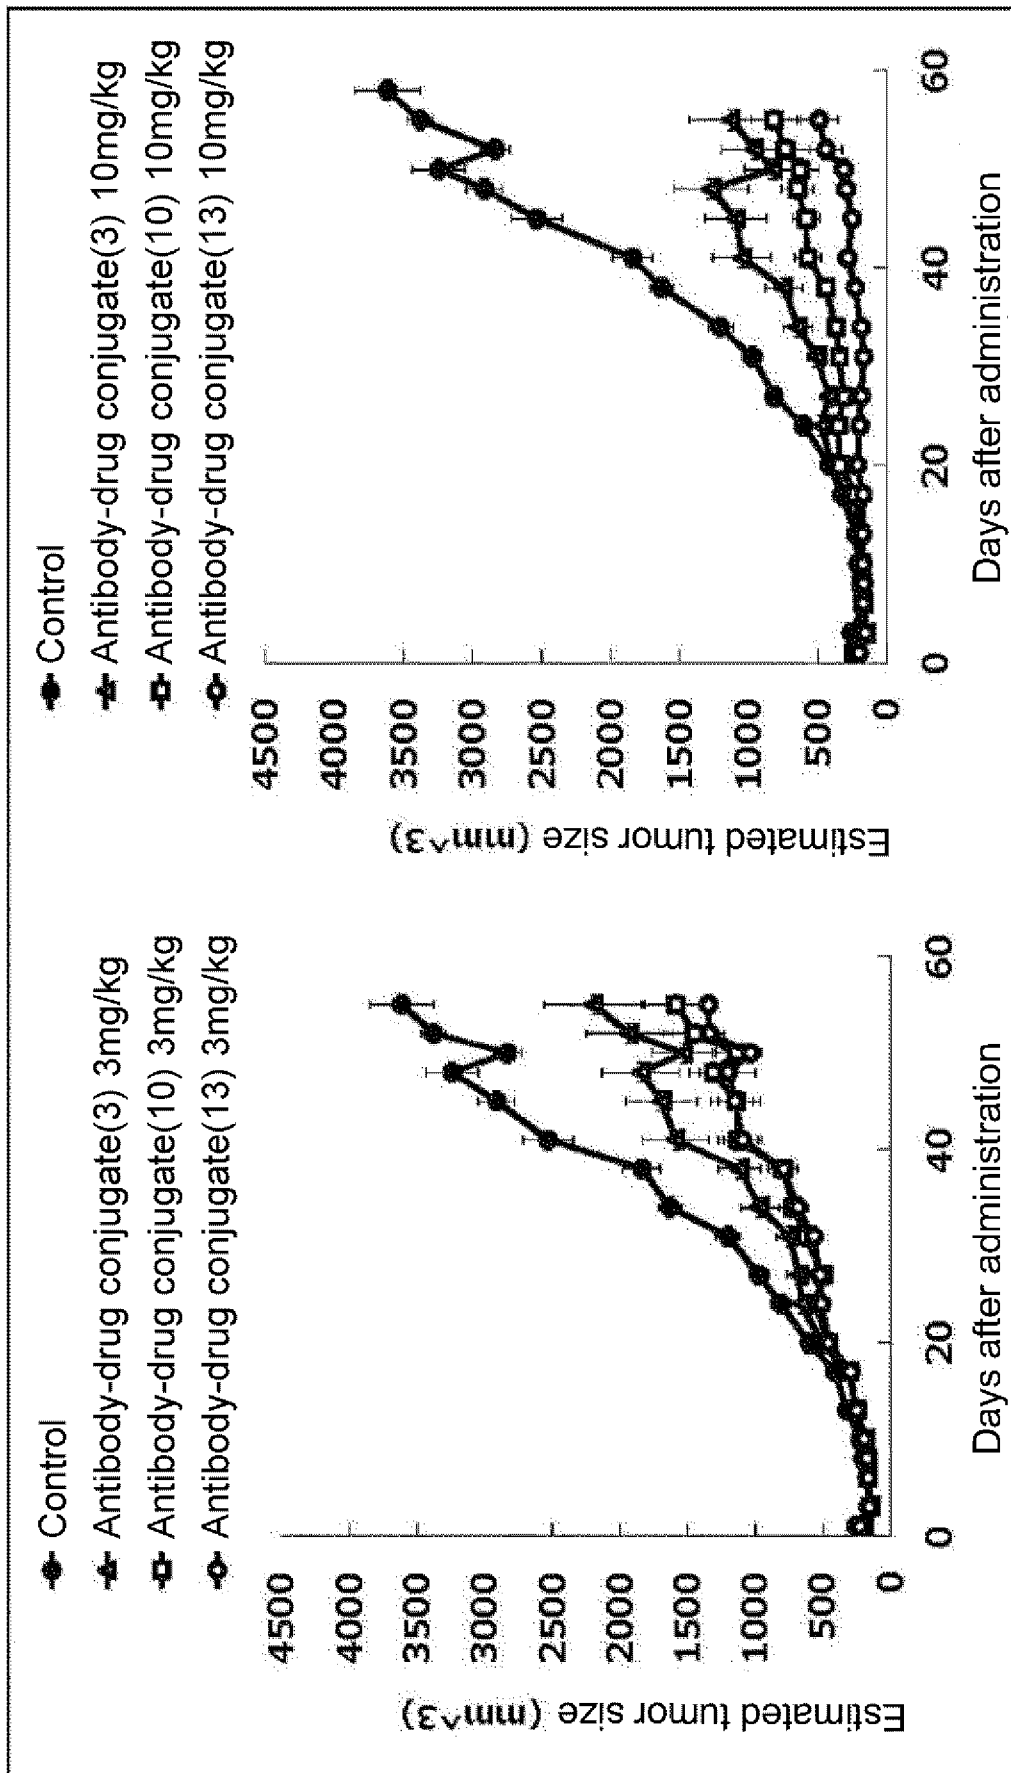 Control
Antibody-drug conjugate(3) 3mg/kg
Antibody-drug conjugate(10) 3mg/kg
Antibody-drug conjugate(13) 3mg/kg
Estimated tumor size (mm^3)
4500
4000
3500
3000
2500
2000
1500
1000
500
0
0
20
40
60
Days after administration
Control
Antibody-drug conjugate(3) 10mg/kg
Antibody-drug conjugate(10) 10mg/kg
Antibody-drug conjugate(13) 10mg/kg
Estimated tumor size (mm^3)
4500
4000
3500
3000
2500
2000
1500
1000
500
0
0
20
40
60
Days after administration